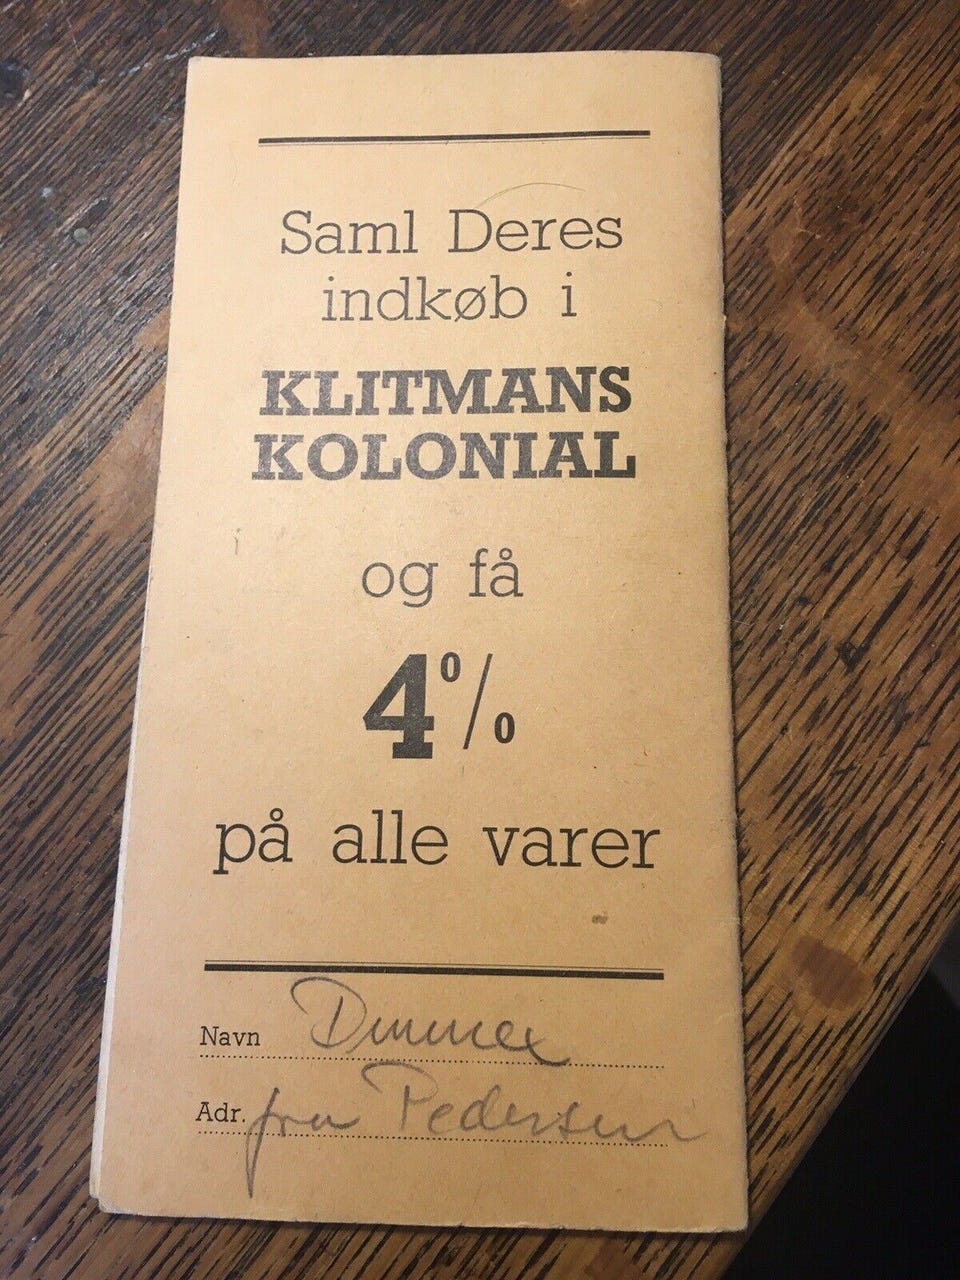 Saml Deres
indkøb i
KLITMANS
KOLONIAL
og få
4%
på alle varer
Navn
Adr. fra Pedersen